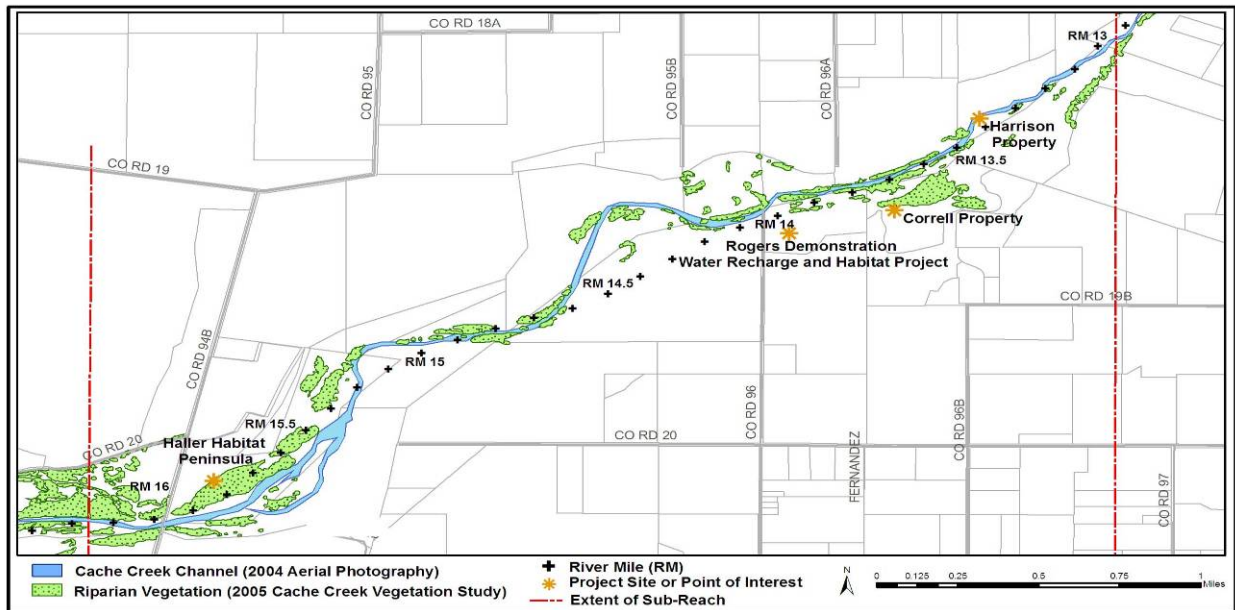 CO RD 18A
RM 13
CO RD 95
CO RD 95B
CO RD 96A
Harrison
Property
CO RD 19
RM 13.5
Correll Property
RM 14
Rogers Demonstration
Water Recharge and Habitat Project
RM 14.5
CO RD 19B
CO RD 94B
RM 15
CO RD 96
CO RD 96B
RM 15.5
CO RD 20
CO RD 20
Haller Habitat
Peninsula
FERNANDEZ
CO RD 97
RM 16
Cache Creek Channel (2004 Aerial Photography)
Riparian Vegetation (2005 Cache Creek Vegetation Study)
River Mile (RM)
Project Site or Point of Interest
Extent of Sub-Reach
N
0 0.125 0.25 0.5 0.75 1
Miles